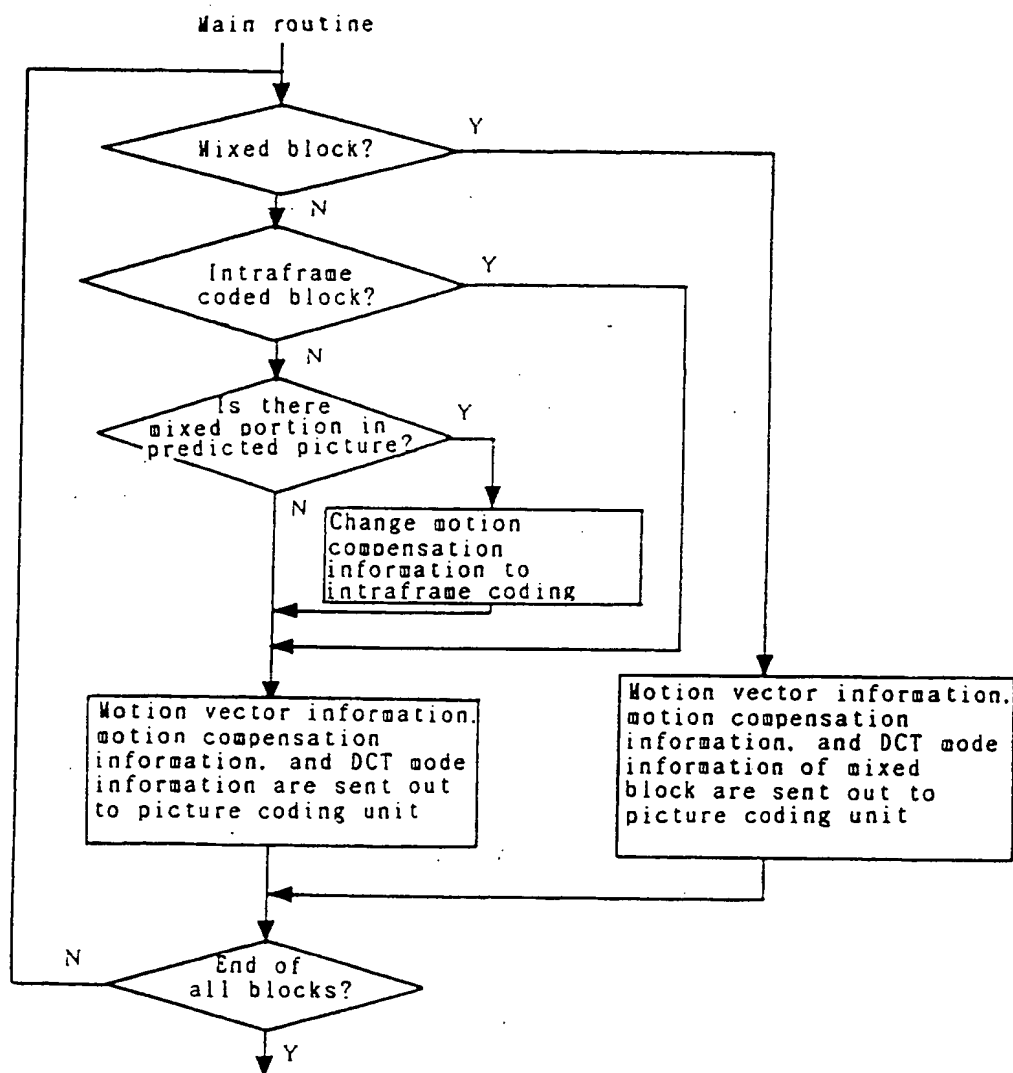 Main routine
Mixed block?
Y
N
Intraframe
coded block?
Y
N
Is there
mixed portion in
predicted picture?
Y
N
Change motion
compensation
information to
intraframe coding
Motion vector information.
motion compensation
information. and DCT mode
information are sent out
to picture coding unit
Motion vector information.
motion compensation
information. and DCT mode
information of mixed
block are sent out to
picture coding unit
N
End of
all blocks?
Y